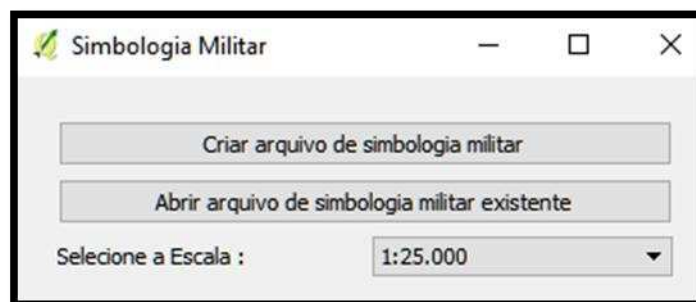 Simbologia Militar
Criar arquivo de simbologia militar
Abrir arquivo de simbologia militar existente
Selecione a Escala : 1:25.000